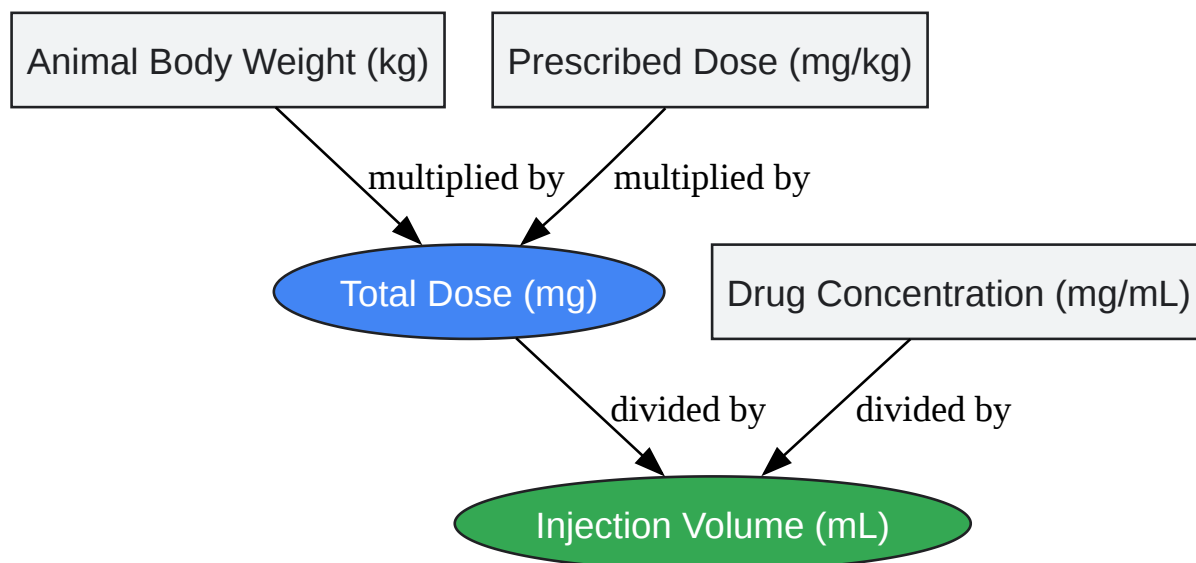 Animal Body Weight (kg)
Prescribed Dose (mg/kg)
multiplied by
multiplied by
Total Dose (mg)
Drug Concentration (mg/mL)
divided by
divided by
Injection Volume (mL)